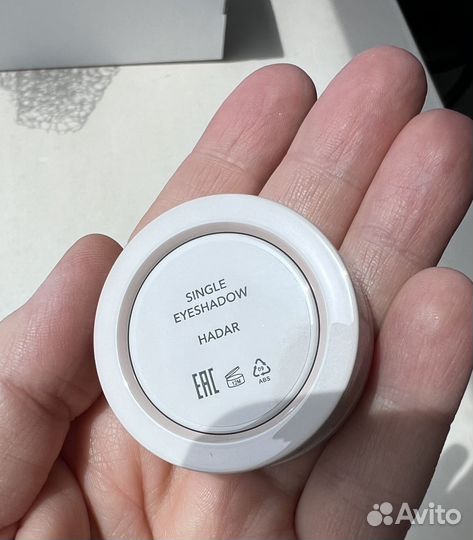 SINGLE
EYESHADOW
HADAR
EAC 12M 09
ABS
Avito